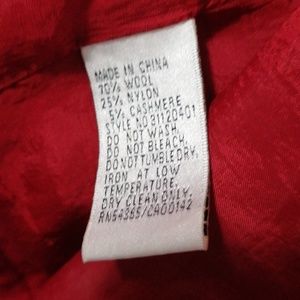 MADE IN CHINA
70% WOOL
25% NYLON
5% CASHMERE
STYLE NO 31120401
DO NOT WASH.
DO NOT BLEACH.
DO NOT TUMBLE DRY.
IRON AT LOW
TEMPERATURE.
DRY CLEAN ONLY.
RN54365/CA00142